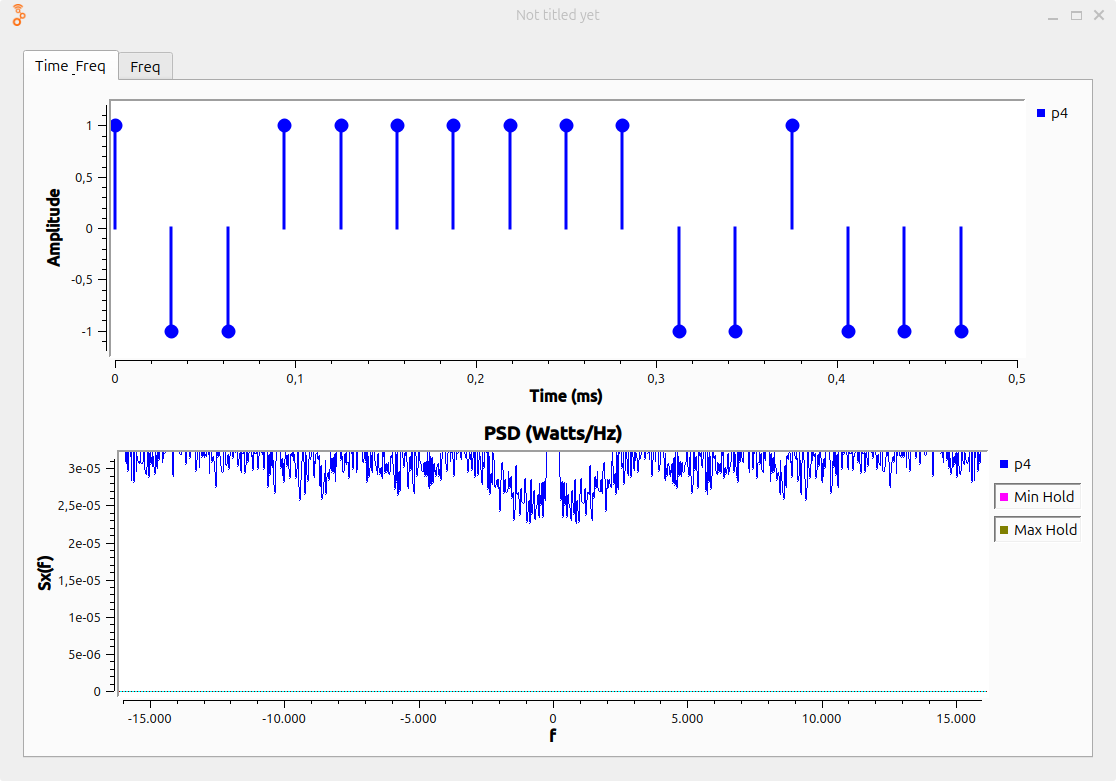 Not titled yet
Time_Freq
Freq
Amplitude
1
0,5
0
-0,5
-1
0
0,1
0,2
0,3
0,4
0,5
Time (ms)
p4
PSD (Watts/Hz)
Sx(f)
3e-05
2,5e-05
2e-05
1,5e-05
1e-05
5e-06
0
-15.000
-10.000
-5.000
0
5.000
10.000
15.000
f
p4
Min Hold
Max Hold